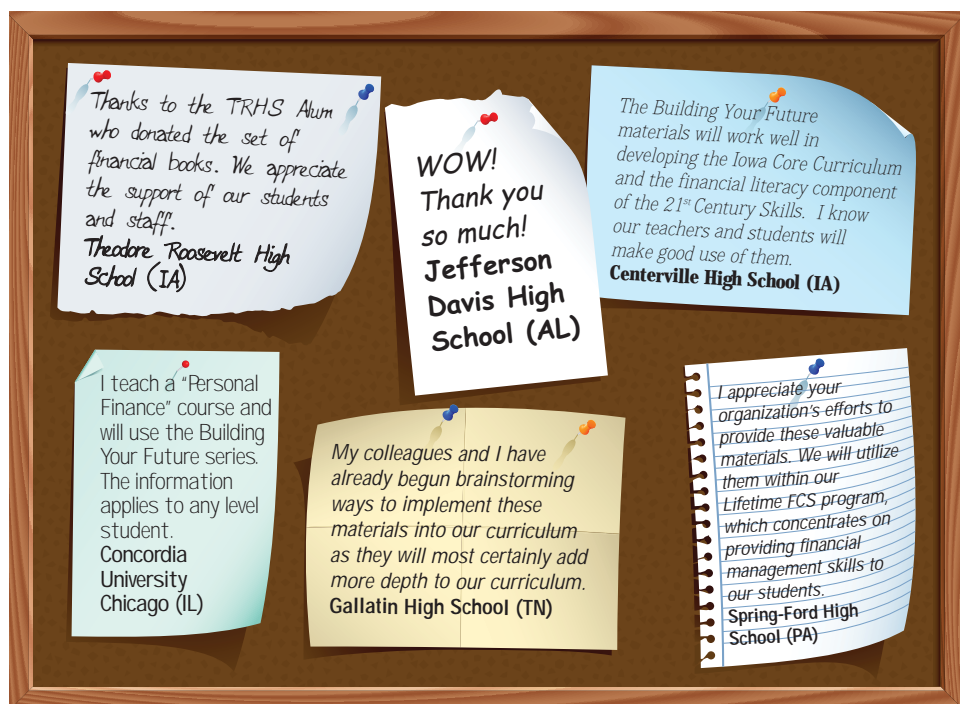 Thanks to the TRHS Alum
who donated the set of
financial books. We appreciate
the support of our students
and staff.
Theodore Roosevelt High
School (IA)
WOW!
Thank you
so much!
Jefferson
Davis High
School (AL)
The Building Your Future
materials will work well in
developing the Iowa Core Curriculum
and the financial literacy component
of the 21st Century Skills. I know
our teachers and students will
make good use of them.
Centerville High School (IA)
I teach a “Personal
Finance” course and
will use the Building
Your Future series.
The information
applies to any level
student.
Concordia
University
Chicago (IL)
My colleagues and I have
already begun brainstorming
ways to implement these
materials into our curriculum
as they will most certainly add
more depth to our curriculum.
Gallatin High School (TN)
I appreciate your
organization's efforts to
provide these valuable
materials. We will utilize
them within our
Lifetime FCS program,
which concentrates on
providing financial
management skills to
our students.
Spring-Ford High
School (PA)